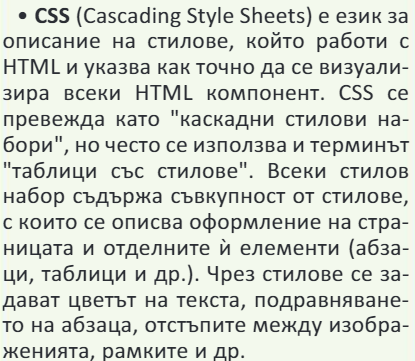 • CSS (Cascading Style Sheets) е език за
описание на стилове, който работи с
HTML и указва как точно да се визуали-
зира всеки HTML компонент. CSS се
превежда като "каскадни стилови на-
бори", но често се използва и терминът
"таблици със стилове". Всеки стилов
набор съдържа съвкупност от стилове,
с които се описва оформление на стра-
ницата и отделните ѝ елементи (абза-
ци, таблици и др.). Чрез стилове се за-
дават цветът на текста, подравняване-
то на абзаца, отстъпите между изобра-
женията, рамките и др.